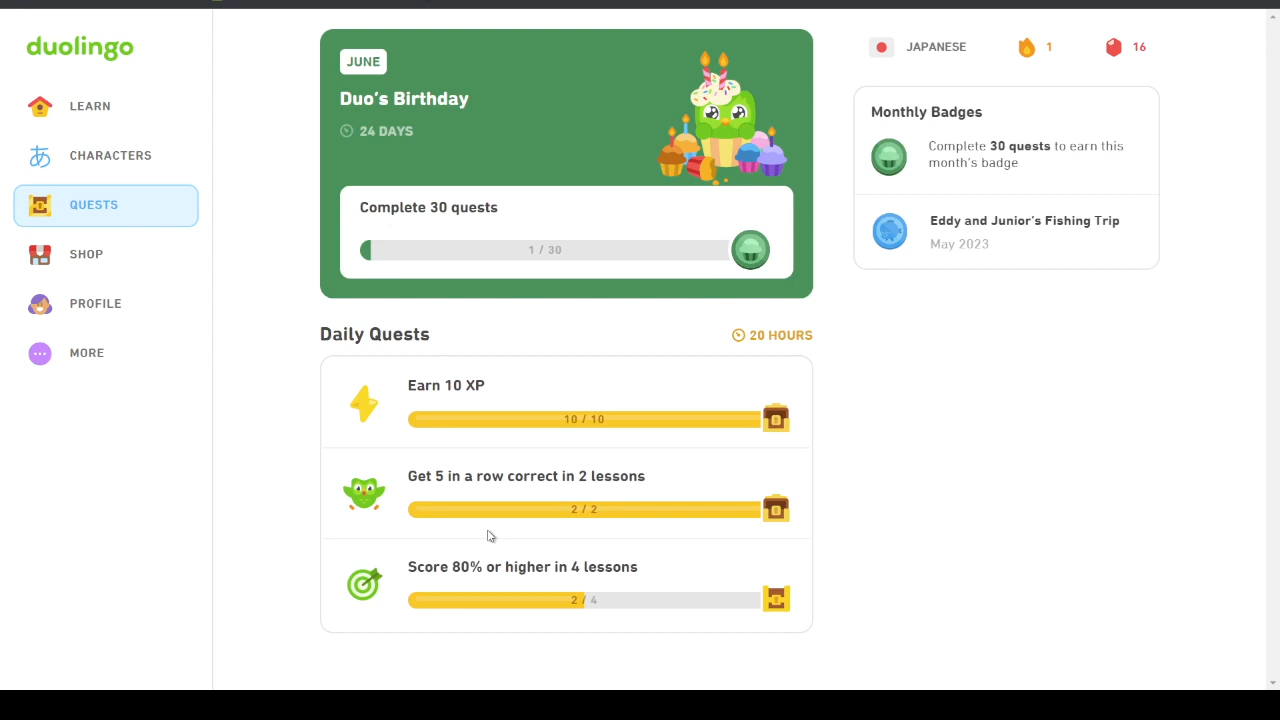 duolingo
LEARN
あ CHARACTERS
QUESTS
SHOP
PROFILE
MORE
JUNE
Duo's Birthday
24 DAYS
Complete 30 quests
1 / 30
Daily Quests
20 HOURS
Earn 10 XP
10 / 10
Get 5 in a row correct in 2 lessons
2 / 2
Score 80% or higher in 4 lessons
2 / 4
JAPANESE
1
16
Monthly Badges
Complete 30 quests to earn this
month's badge
Eddy and Junior's Fishing Trip
May 2023